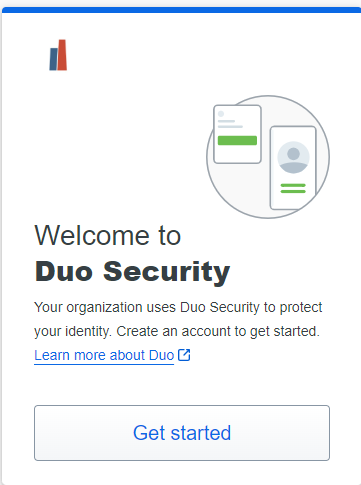 Welcome to
Duo Security
Your organization uses Duo Security to protect
your identity. Create an account to get started.
Learn more about Duo
Get started